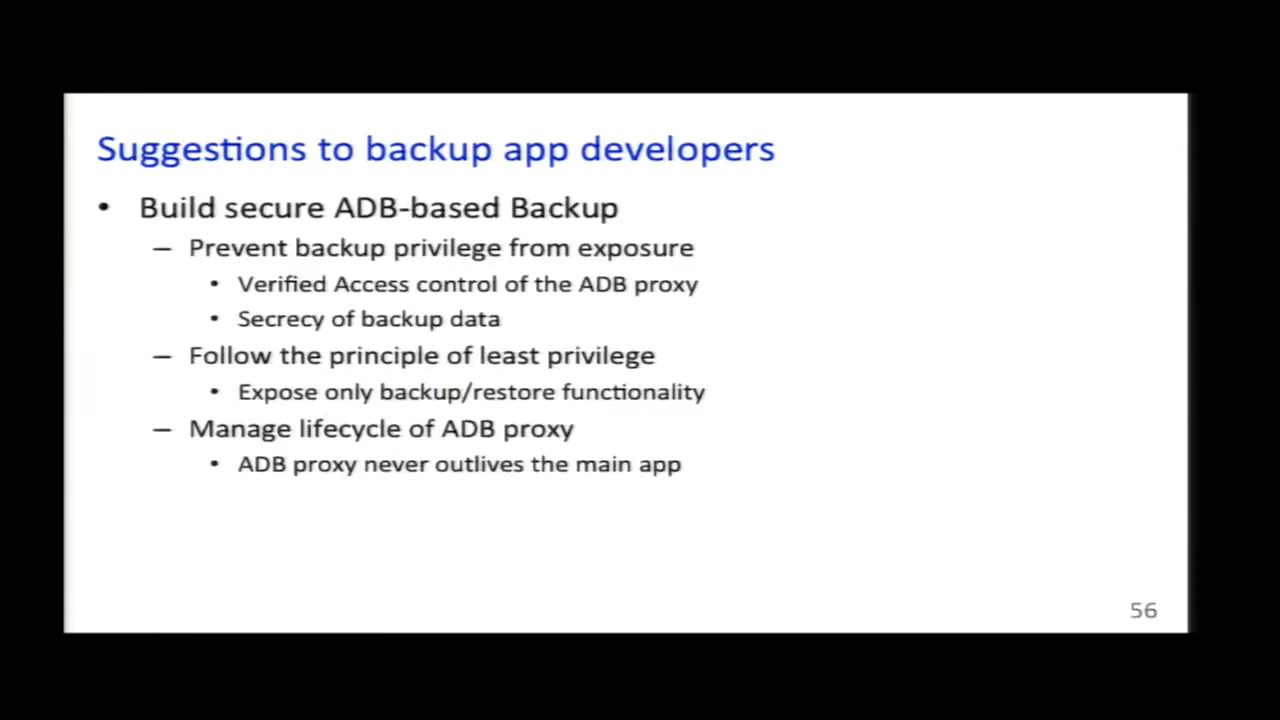 Suggestions to backup app developers
• Build secure ADB-based Backup
– Prevent backup privilege from exposure
• Verified Access control of the ADB proxy
• Secrecy of backup data
– Follow the principle of least privilege
• Expose only backup/restore functionality
– Manage lifecycle of ADB proxy
• ADB proxy never outlives the main app
56